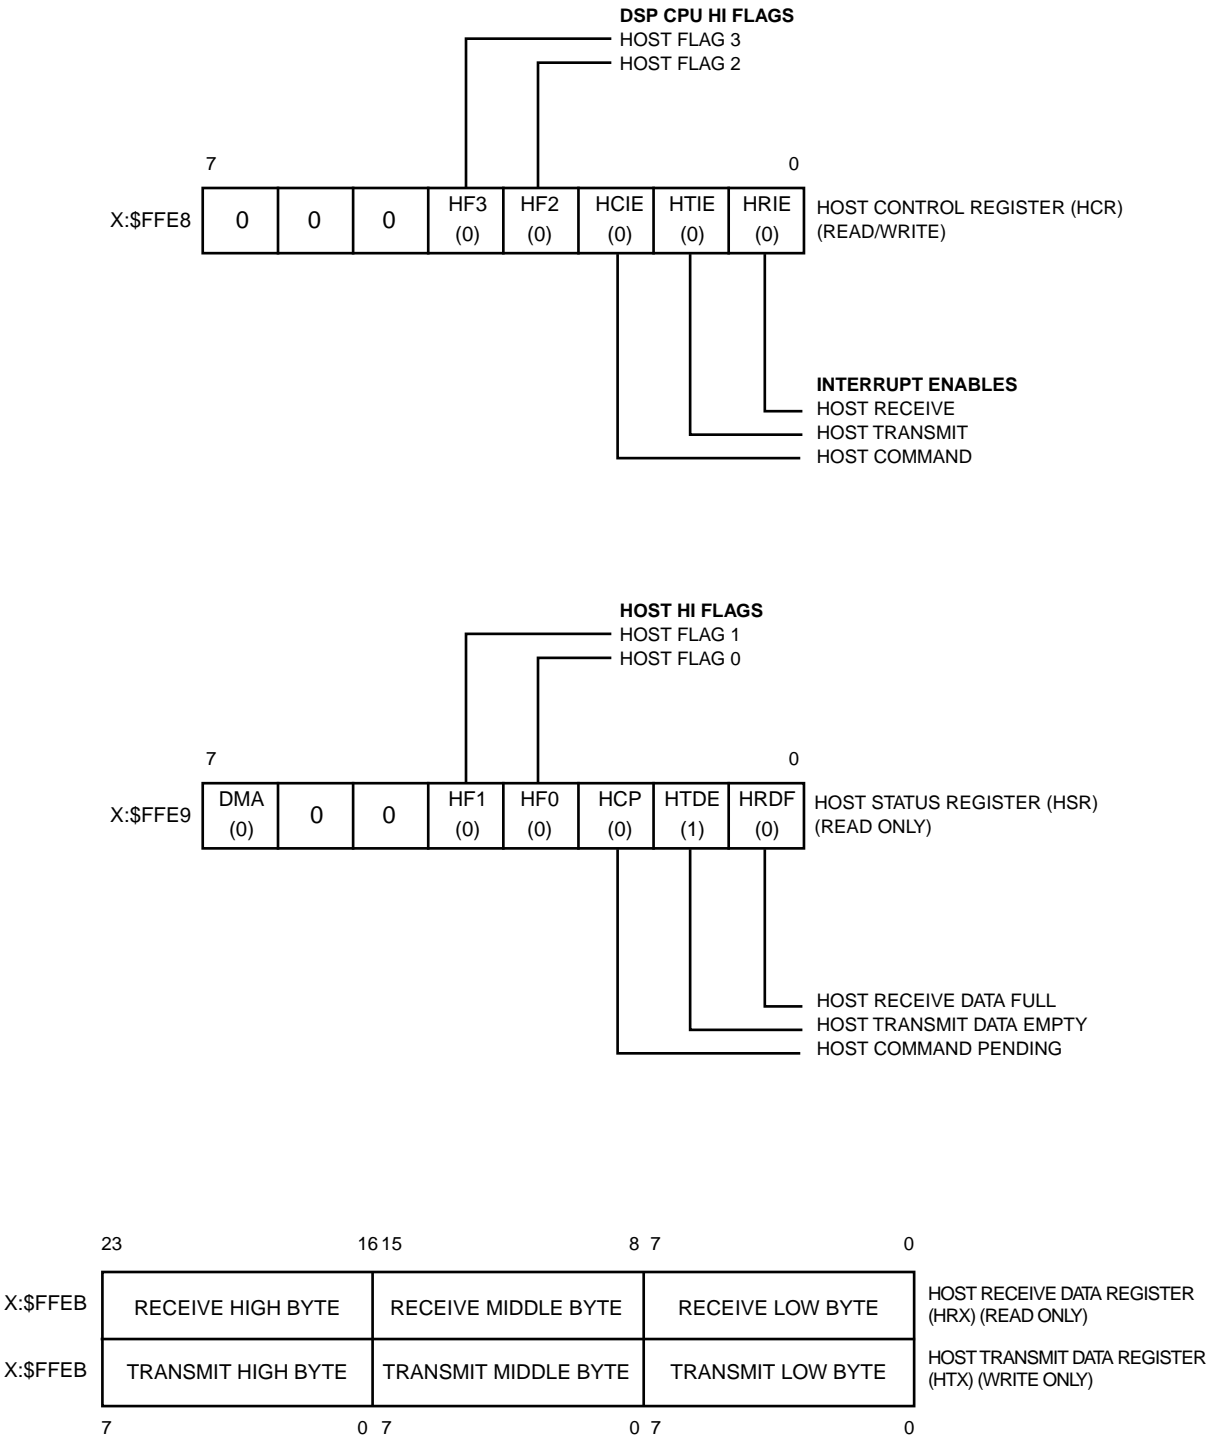 DSP CPU HI FLAGS
HOST FLAG 3
HOST FLAG 2
7 0
X:$FFE8 0 0 0 HF3 (0) HF2 (0) HCIE (0) HTIE (0) HRIE (0) HOST CONTROL REGISTER (HCR)
(READ/WRITE)
INTERRUPT ENABLES
HOST RECEIVE
HOST TRANSMIT
HOST COMMAND
HOST HI FLAGS
HOST FLAG 1
HOST FLAG 0
7 0
X:$FFE9 DMA (0) 0 0 HF1 (0) HF0 (0) HCP (0) HTDE (1) HRDF (0) HOST STATUS REGISTER (HSR)
(READ ONLY)
HOST RECEIVE DATA FULL
HOST TRANSMIT DATA EMPTY
HOST COMMAND PENDING
23 16 15 8 7 0
X:$FFEB RECEIVE HIGH BYTE RECEIVE MIDDLE BYTE RECEIVE LOW BYTE HOST RECEIVE DATA REGISTER
(HRX) (READ ONLY)
X:$FFEB TRANSMIT HIGH BYTE TRANSMIT MIDDLE BYTE TRANSMIT LOW BYTE HOST TRANSMIT DATA REGISTER
(HTX) (WRITE ONLY)
7 0 7 0 7 0